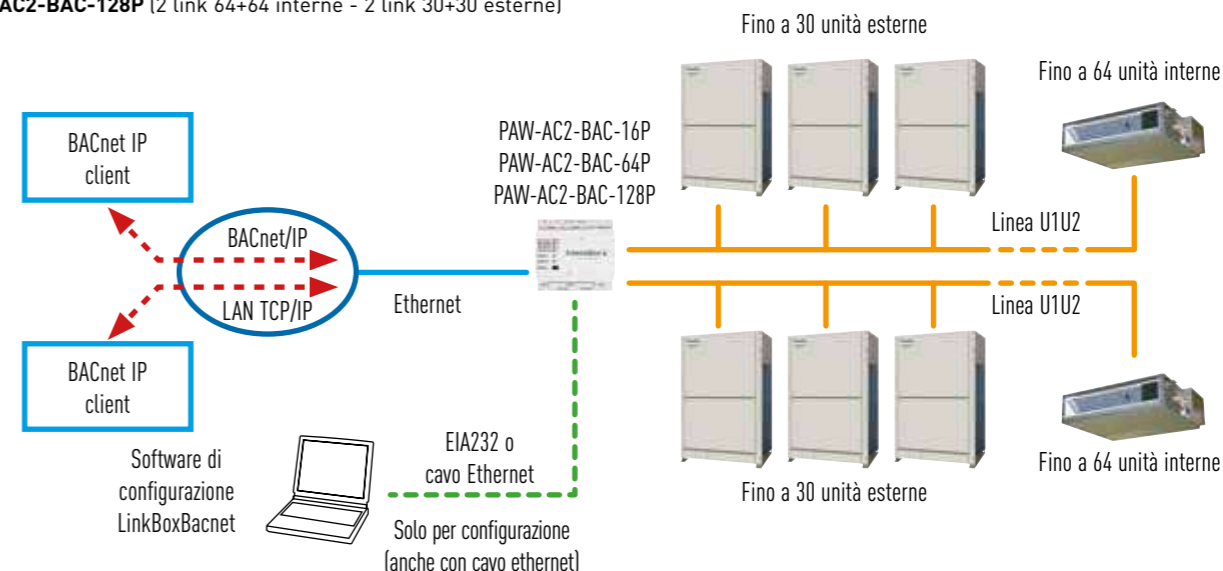 AC2-BAC-128P (2 link 64+64 interne - 2 link 30+30 esterne)
Fino a 30 unità esterne
Fino a 64 unità interne
BACnet IP
client
PAW-AC2-BAC-16P
PAW-AC2-BAC-64P
PAW-AC2-BAC-128P
Linea U1U2
BACnet/IP
LAN TCP/IP
Ethernet
Linea U1U2
BACnet IP
client
Software di
configurazione
LinkBoxBacnet
EIA232 o
cavo Ethernet
Solo per configurazione
(anche con cavo ethernet)
Fino a 30 unità esterne
Fino a 64 unità interne